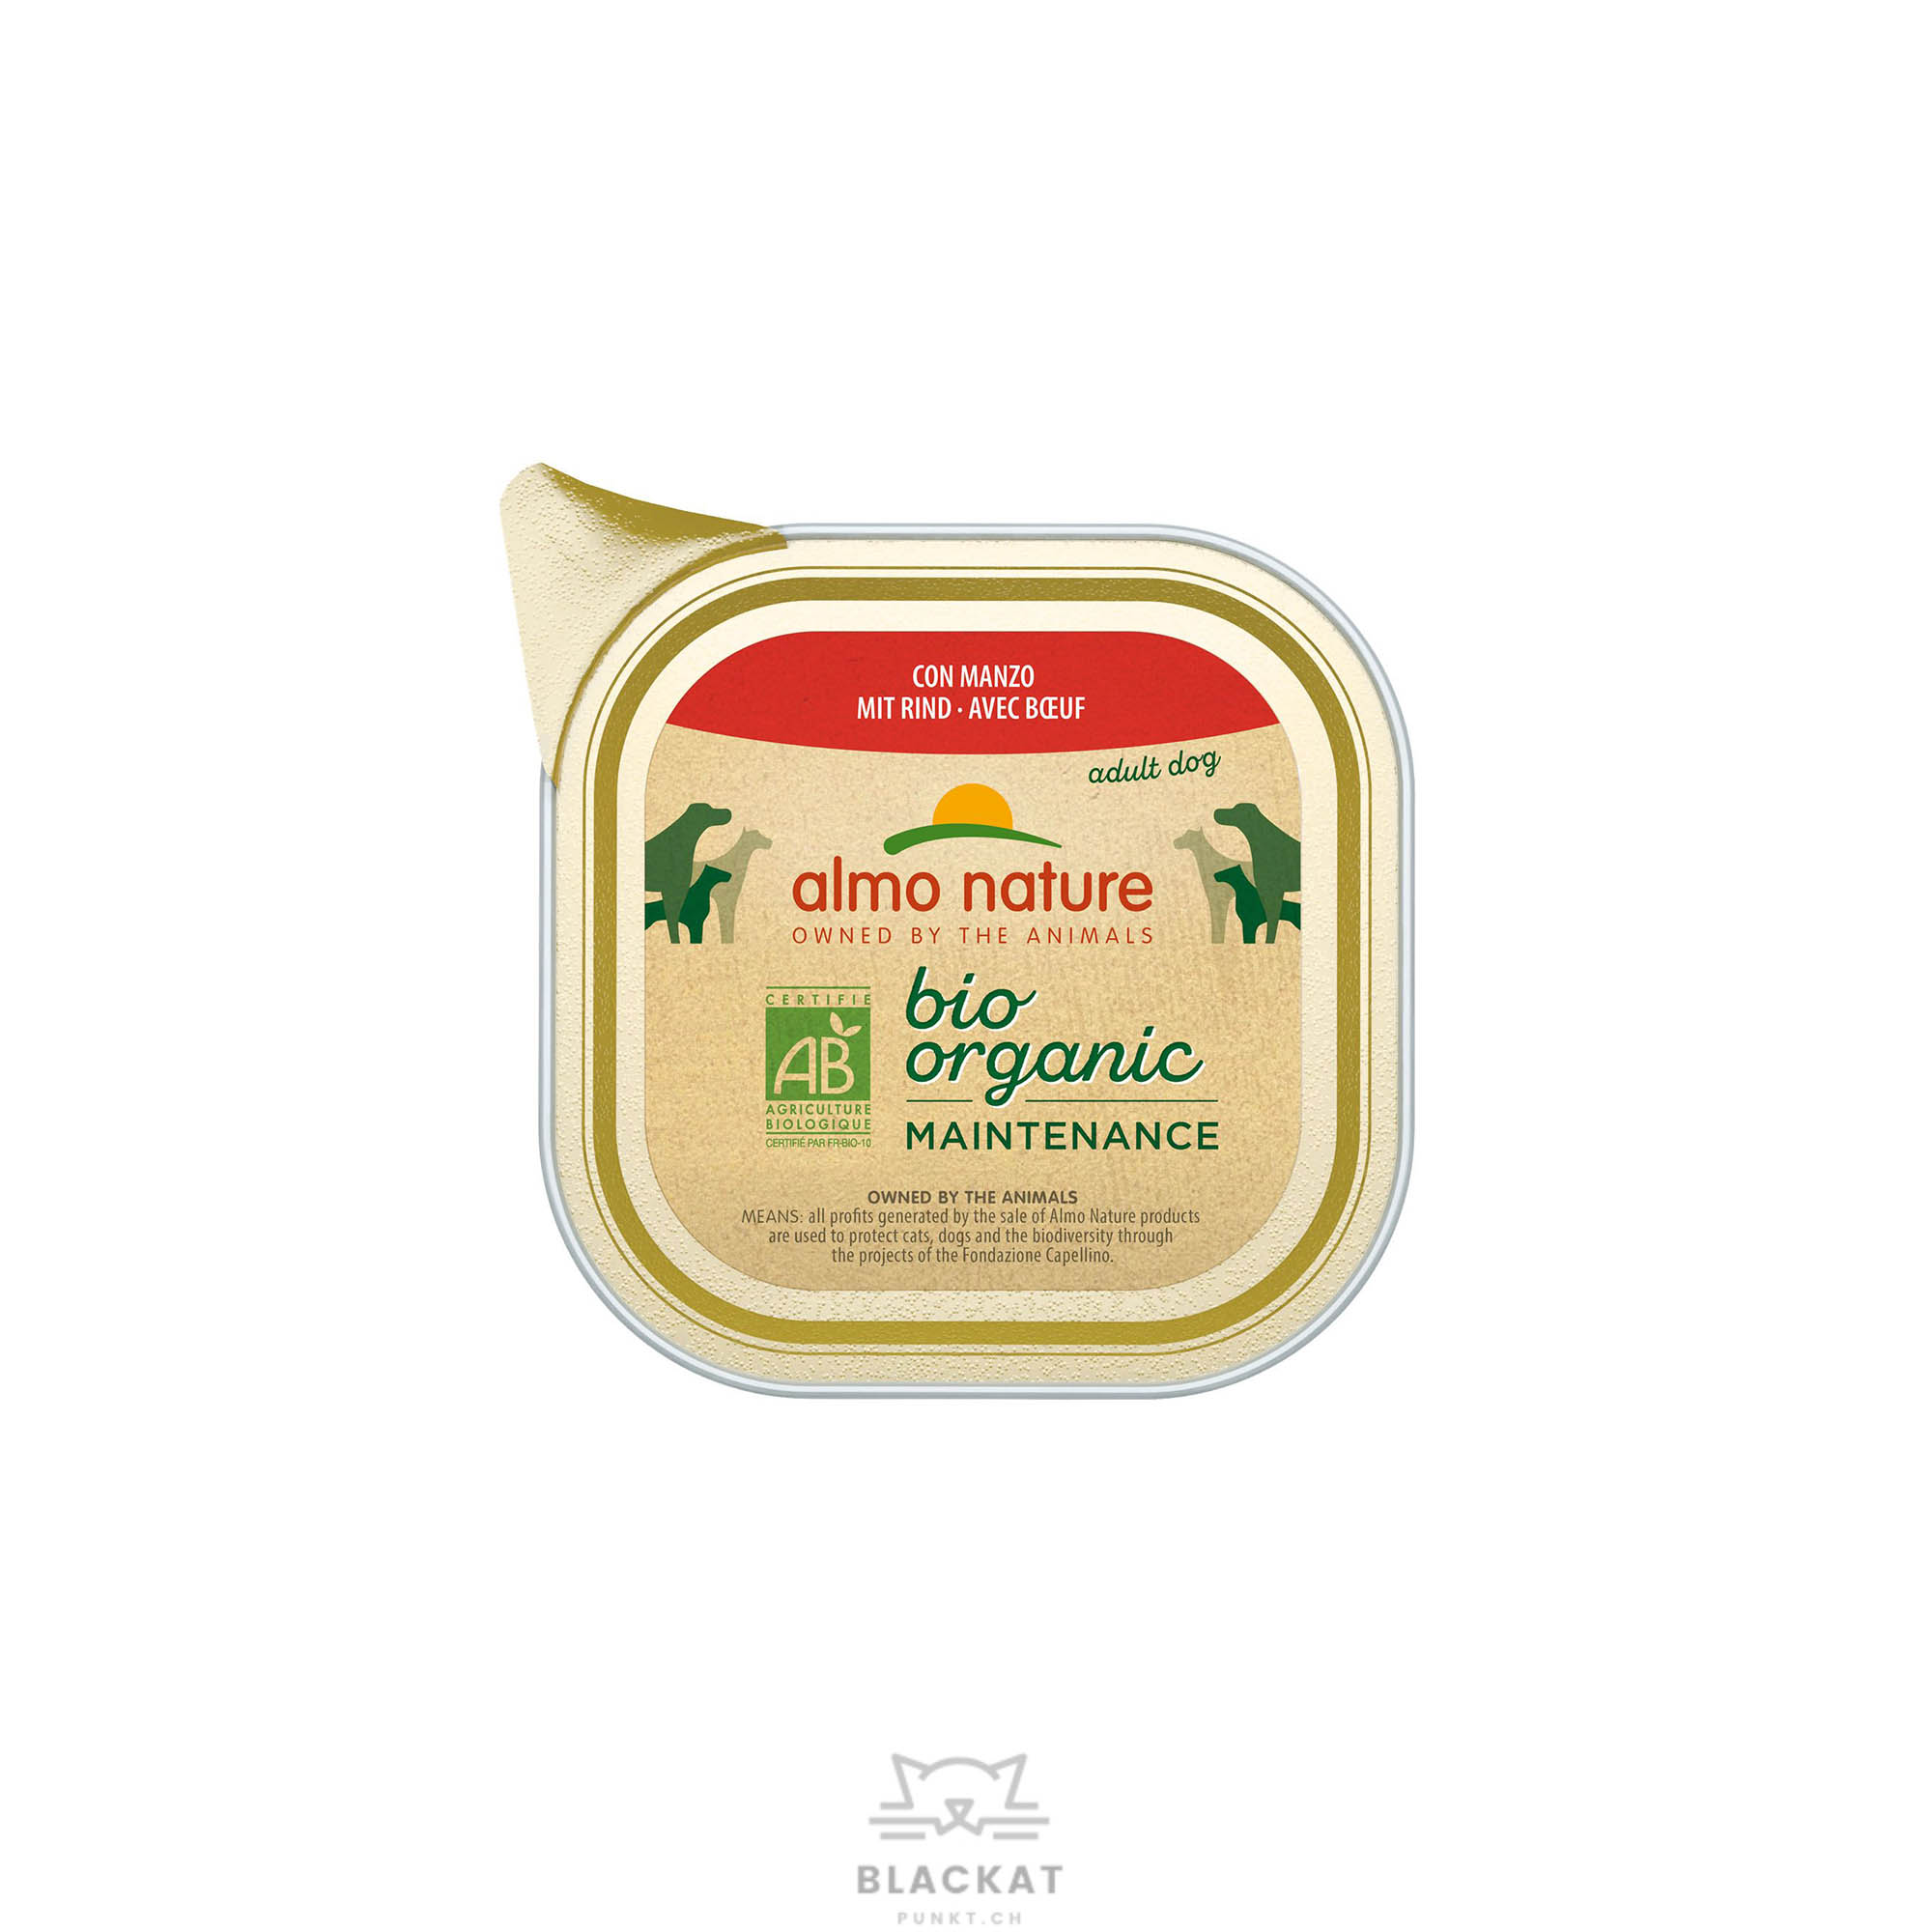 CON MANZO
MIT RIND · AVEC BŒUF
adult dog
almo nature
OWNED BY THE ANIMALS
CERTIFIÉ
AB
AGRICULTURE
BIOLOGIQUE
CERTIFIÉ PAR FR-BIO-10
bio
organic
MAINTENANCE
OWNED BY THE ANIMALS
MEANS: all profits generated by the sale of Almo Nature products
are used to protect cats, dogs and the biodiversity through
the projects of the Fondazione Capellino.
BLACKAT
PUNKT.CH